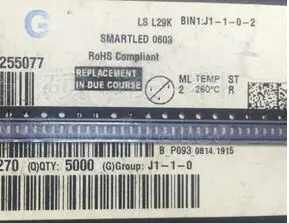 G
LS L29K BIN1:J1-1-0-2
SMARTLED 0603
RoHS Compliant
255077
REPLACEMENT
IN DUE COURSE
ML TEMP ST
2 260°C R
B_P093 0814.1915
270 (Q)QTY: 5000 (G)Group: J1-1-0